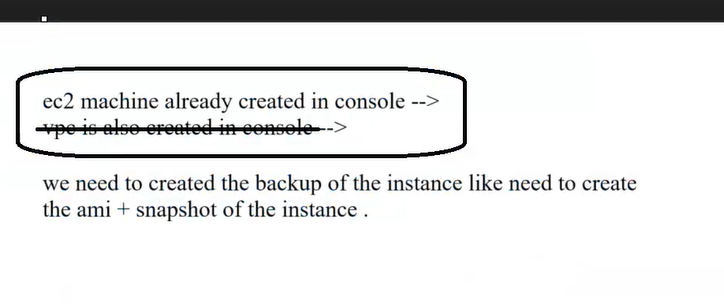 ec2 machine already created in console -->
vpc is also created in console-->
we need to created the backup of the instance like need to create
the ami + snapshot of the instance .